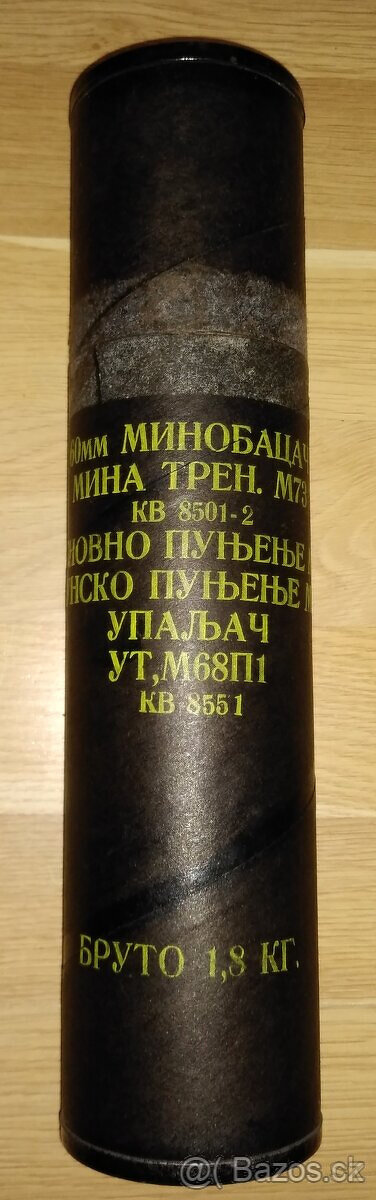 60мм МИНОБАЦАЧ
МИНА ТРЕН. М73
КВ 8501-2
НОВНО ПУЊЕЊЕ
НСКО ПУЊЕЊЕ
УПАЉАЧ
УТ,М68П1
КВ 8551
БРУТО 1,8 КГ.
© Bazos.sk